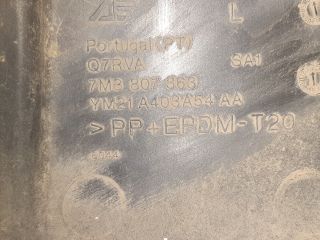 L
Portugal(PT)
Q7RVA SA1
7M3 807 863
YM21 A403A54 AA
>PP+EPDM-T20